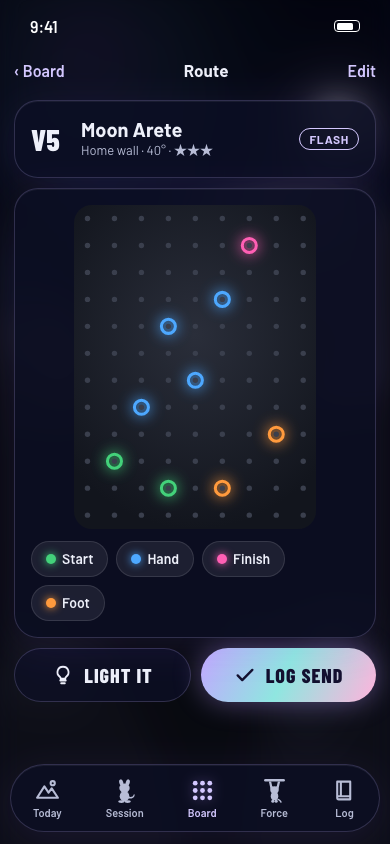 9:41
‹ Board
Route
Edit
V5
Moon Arete
Home wall · 40° · ★★★
FLASH
Start
Hand
Finish
Foot
LIGHT IT
LOG SEND
Today
Session
Board
Force
Log